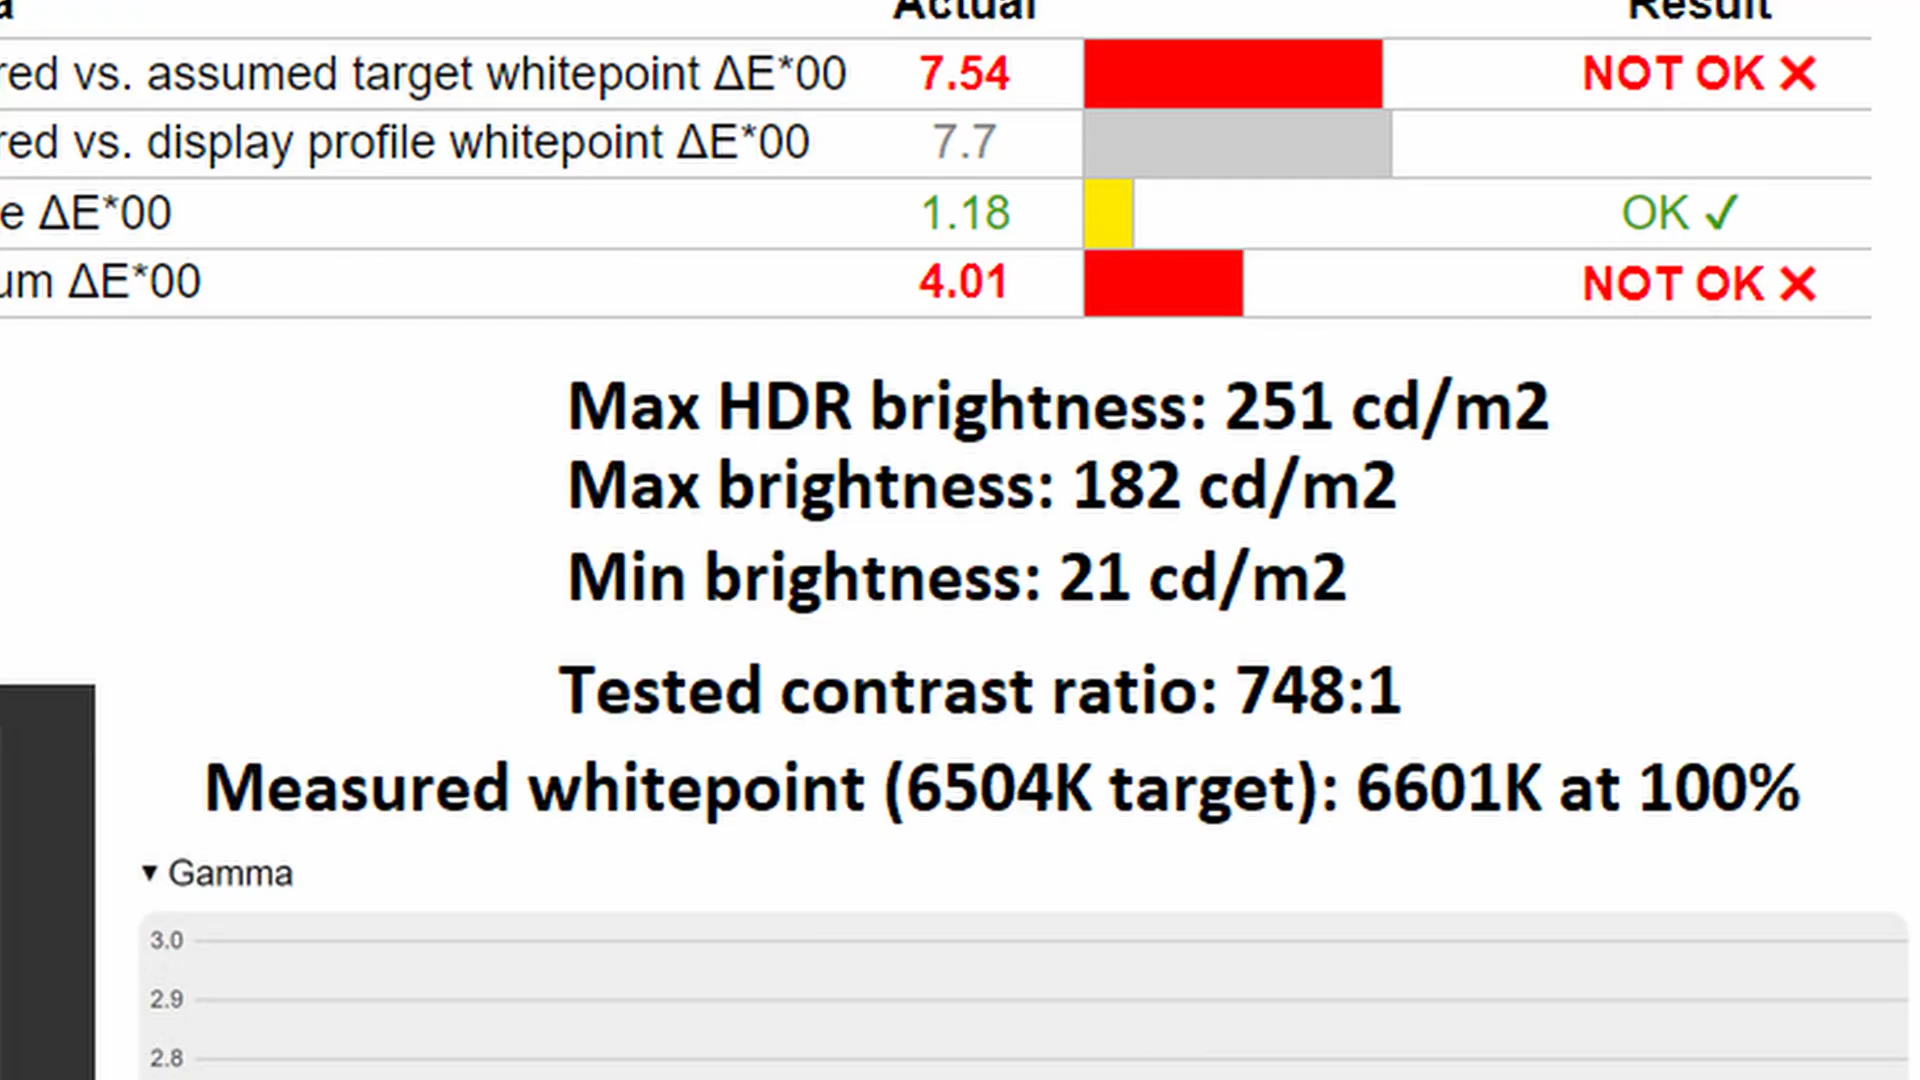 Actual Result
red vs. assumed target whitepoint ΔE*00 7.54 NOT OK ✕
red vs. display profile whitepoint ΔE*00 7.7
e ΔE*00 1.18 OK ✓
um ΔE*00 4.01 NOT OK ✕
Max HDR brightness: 251 cd/m2
Max brightness: 182 cd/m2
Min brightness: 21 cd/m2
Tested contrast ratio: 748:1
Measured whitepoint (6504K target): 6601K at 100%
▼ Gamma
3.0
2.9
2.8